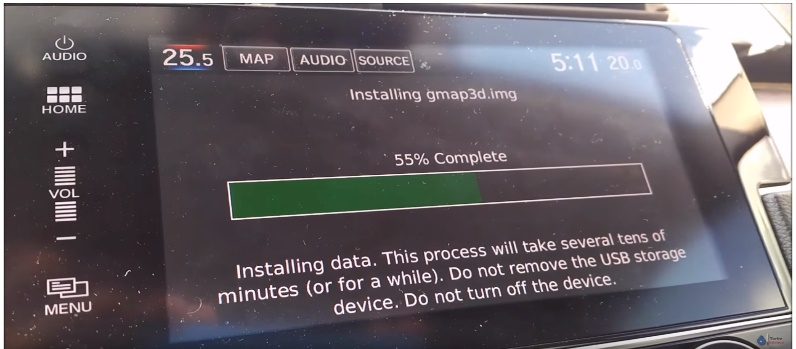 AUDIO
HOME
+
VOL
−
MENU
25.5 MAP AUDIO SOURCE 5:11 20.0
Installing gmap3d.img
55% Complete
Installing data. This process will take several tens of
minutes (or for a while). Do not remove the USB storage
device. Do not turn off the device.